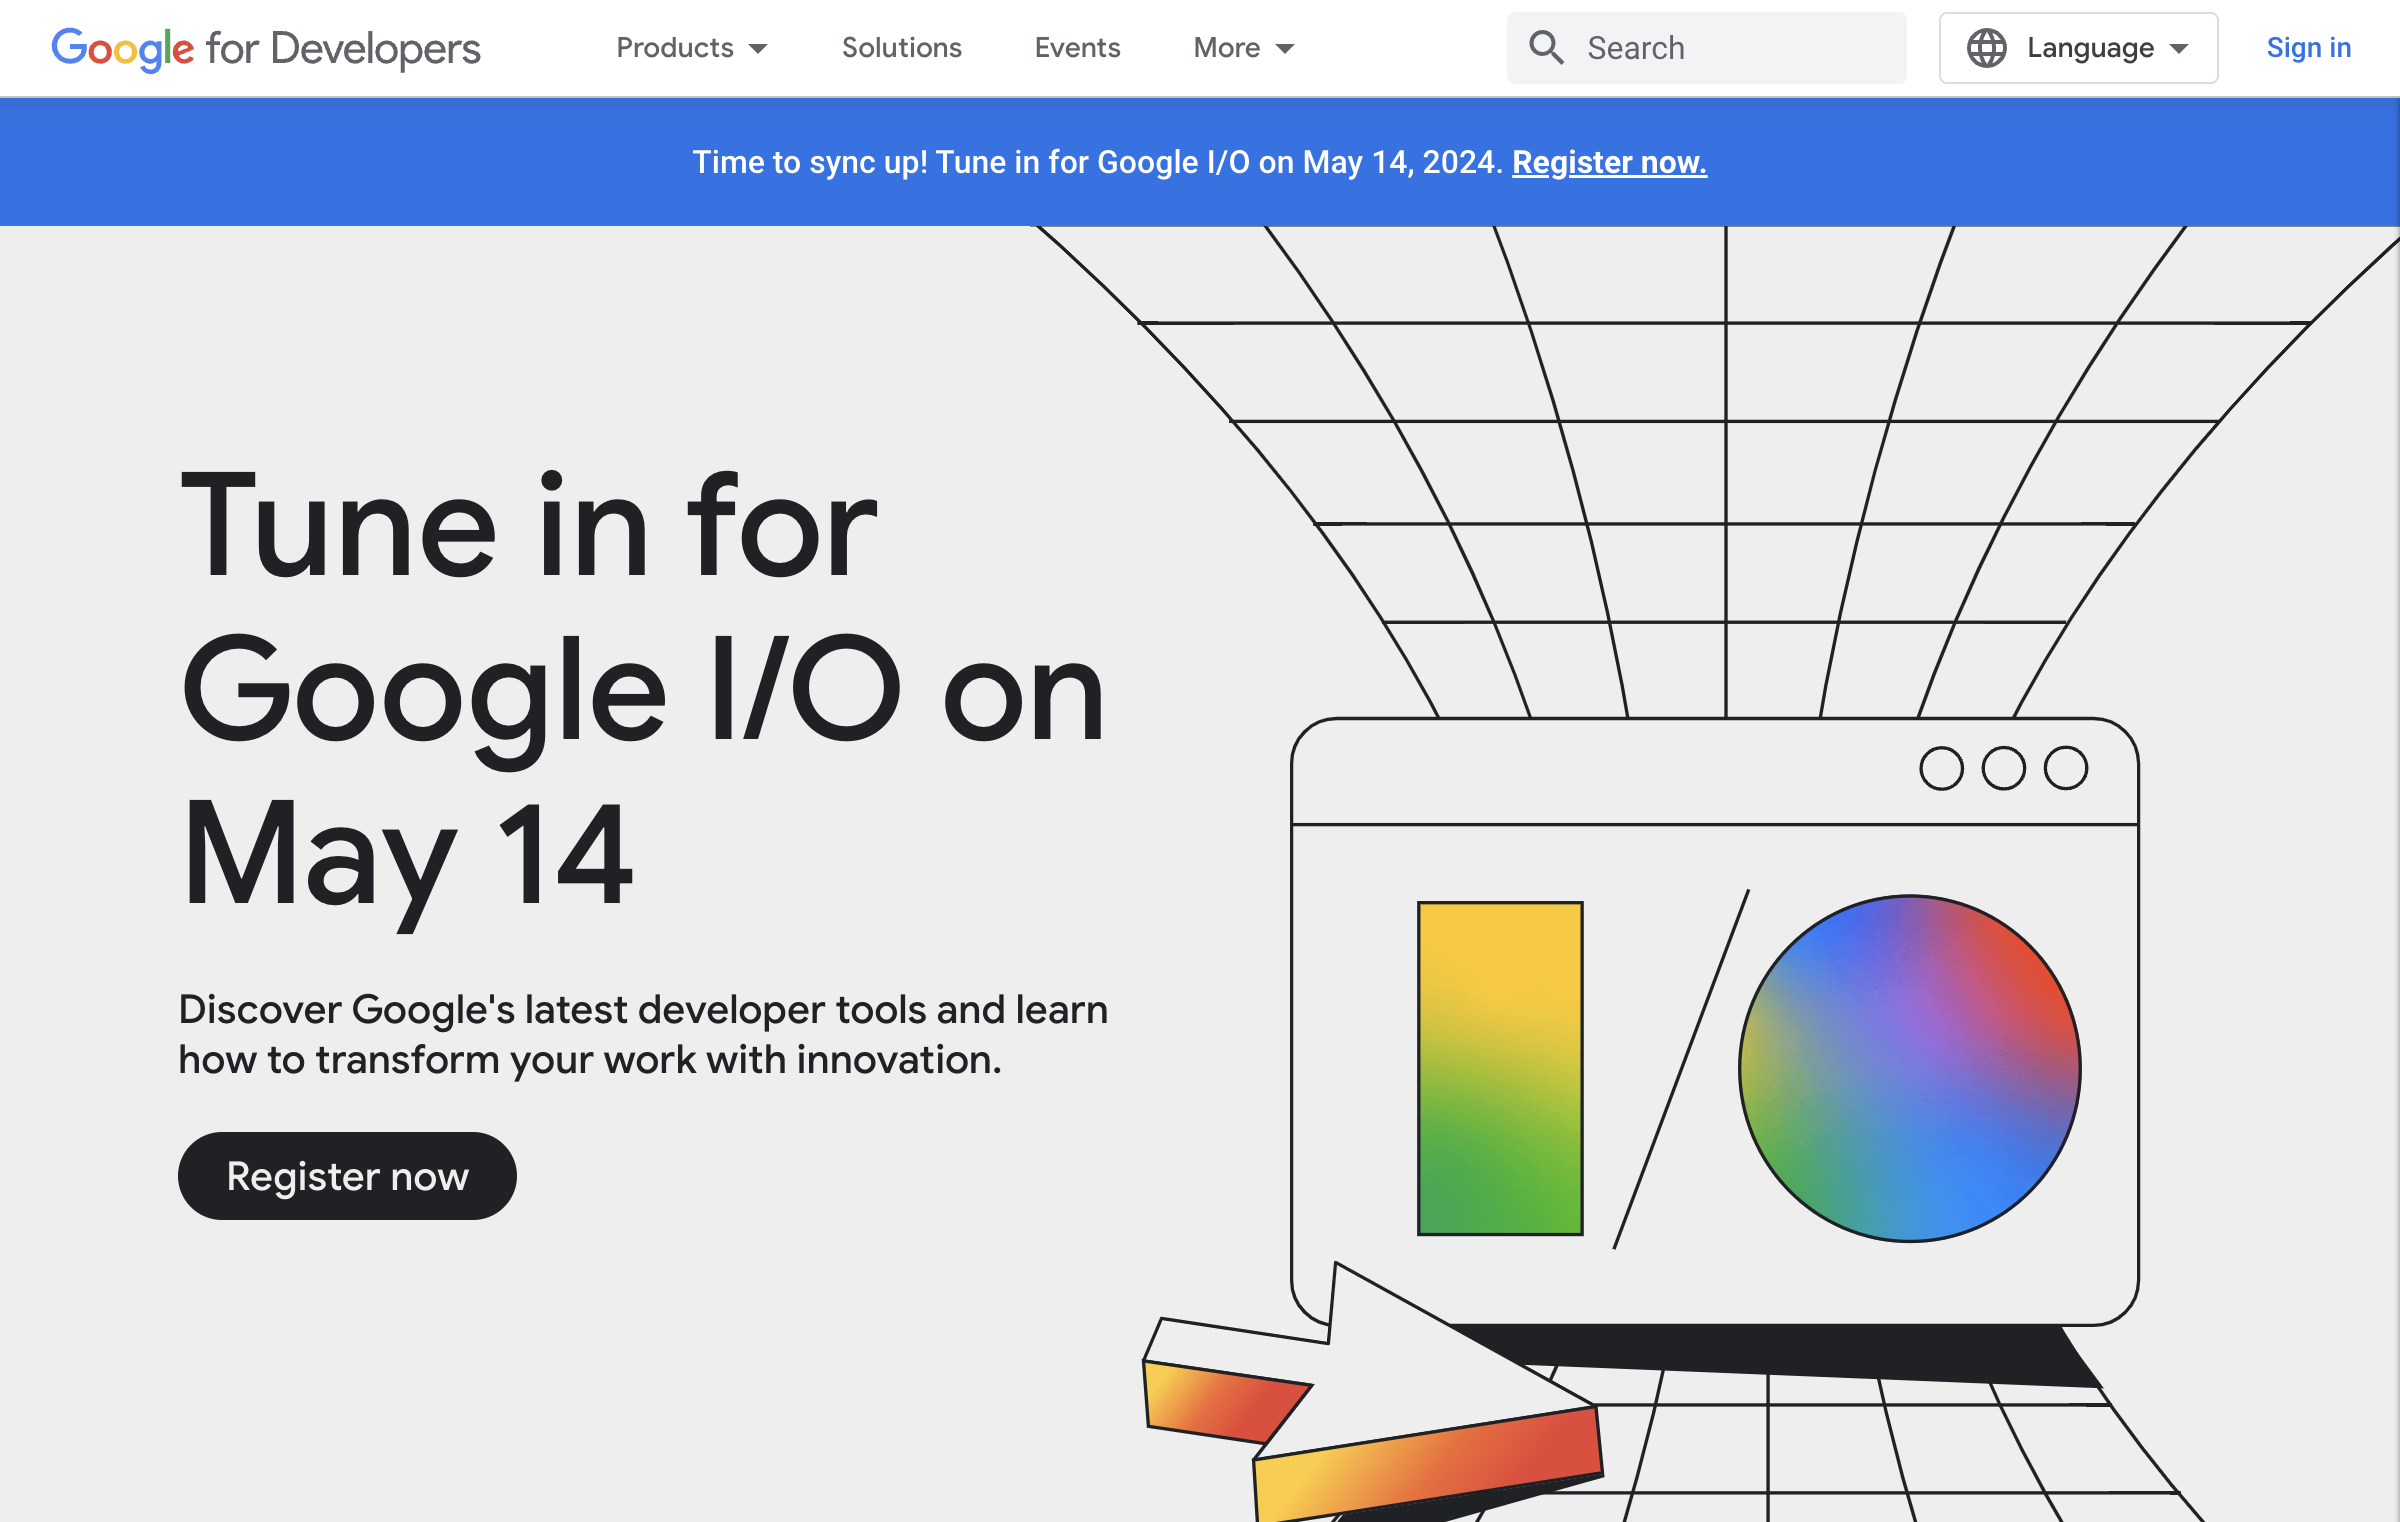 Google for Developers
Products
Solutions
Events
More
Search
Language
Sign in
Time to sync up! Tune in for Google I/O on May 14, 2024. Register now.
Tune in for
Google I/O on
May 14
Discover Google's latest developer tools and learn
how to transform your work with innovation.
Register now